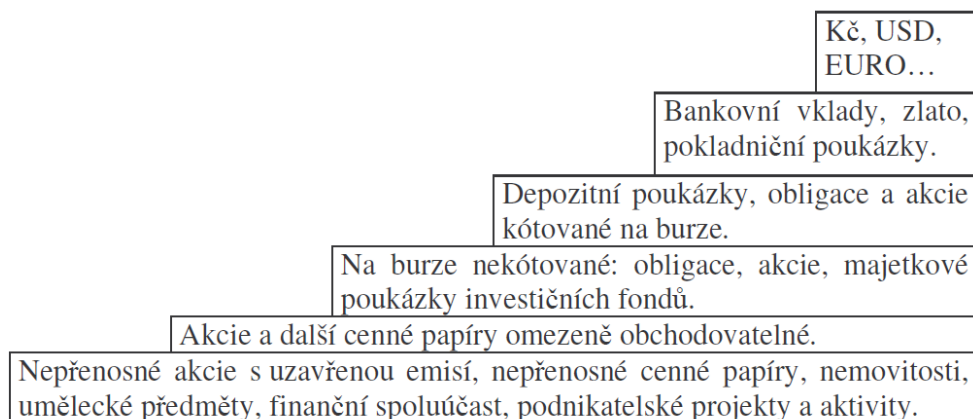 Kč, USD,
EURO…
Bankovní vklady, zlato,
pokladniční poukázky.
Depozitní poukázky, obligace a akcie
kótované na burze.
Na burze nekótované: obligace, akcie, majetkové
poukázky investičních fondů.
Akcie a další cenné papíry omezeně obchodovatelné.
Nepřenosné akcie s uzavřenou emisí, nepřenosné cenné papíry, nemovitosti,
umělecké předměty, finanční spoluúčast, podnikatelské projekty a aktivity.